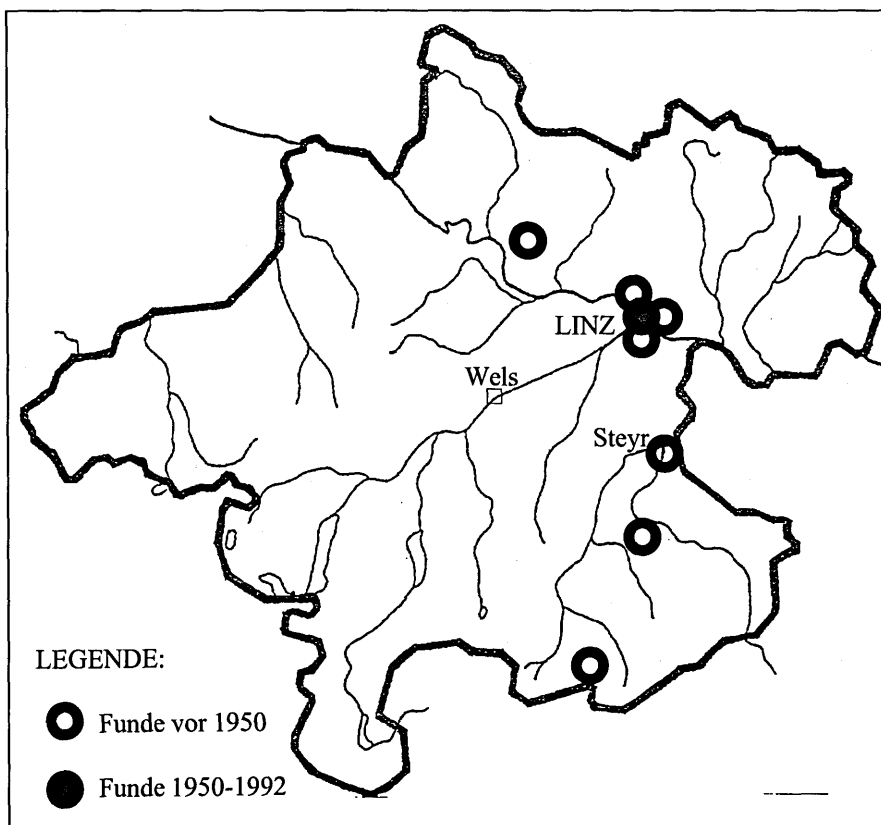 LINZ
Wels
Steyr
LEGENDE:
Funde vor 1950
Funde 1950-1992